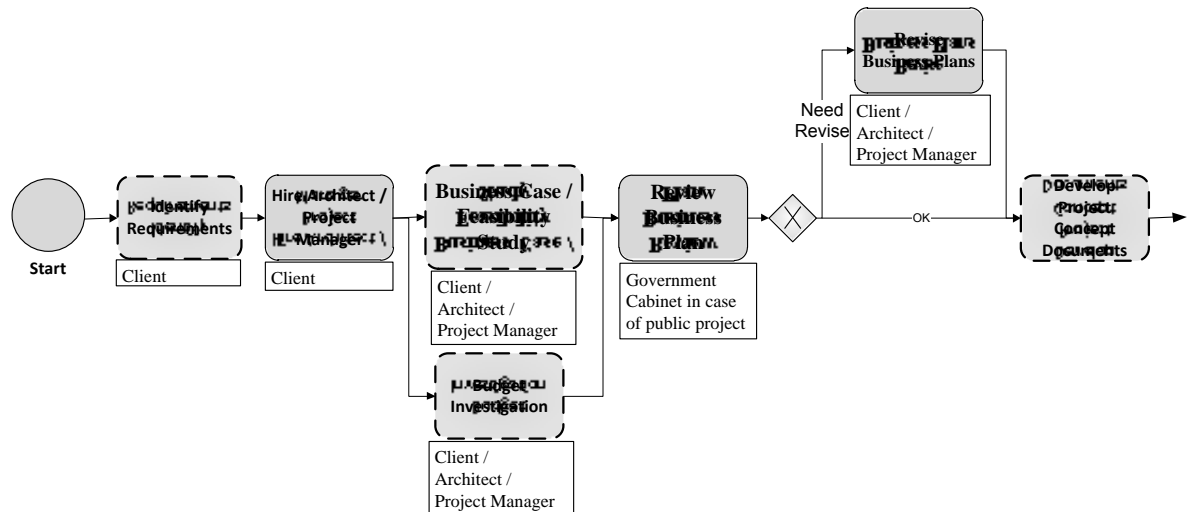 Start
Identify
Requirements
Client
Hire Architect /
Project
Manager
Client
Business Case /
Feasibility
Study
Client /
Architect /
Project Manager
Budget
Investigation
Client /
Architect /
Project Manager
Review
Business
Plan
Government
Cabinet in case
of public project
Need
Revise
Revise
Business Plans
Client /
Architect /
Project Manager
OK
Develop
Project
Concept
Documents